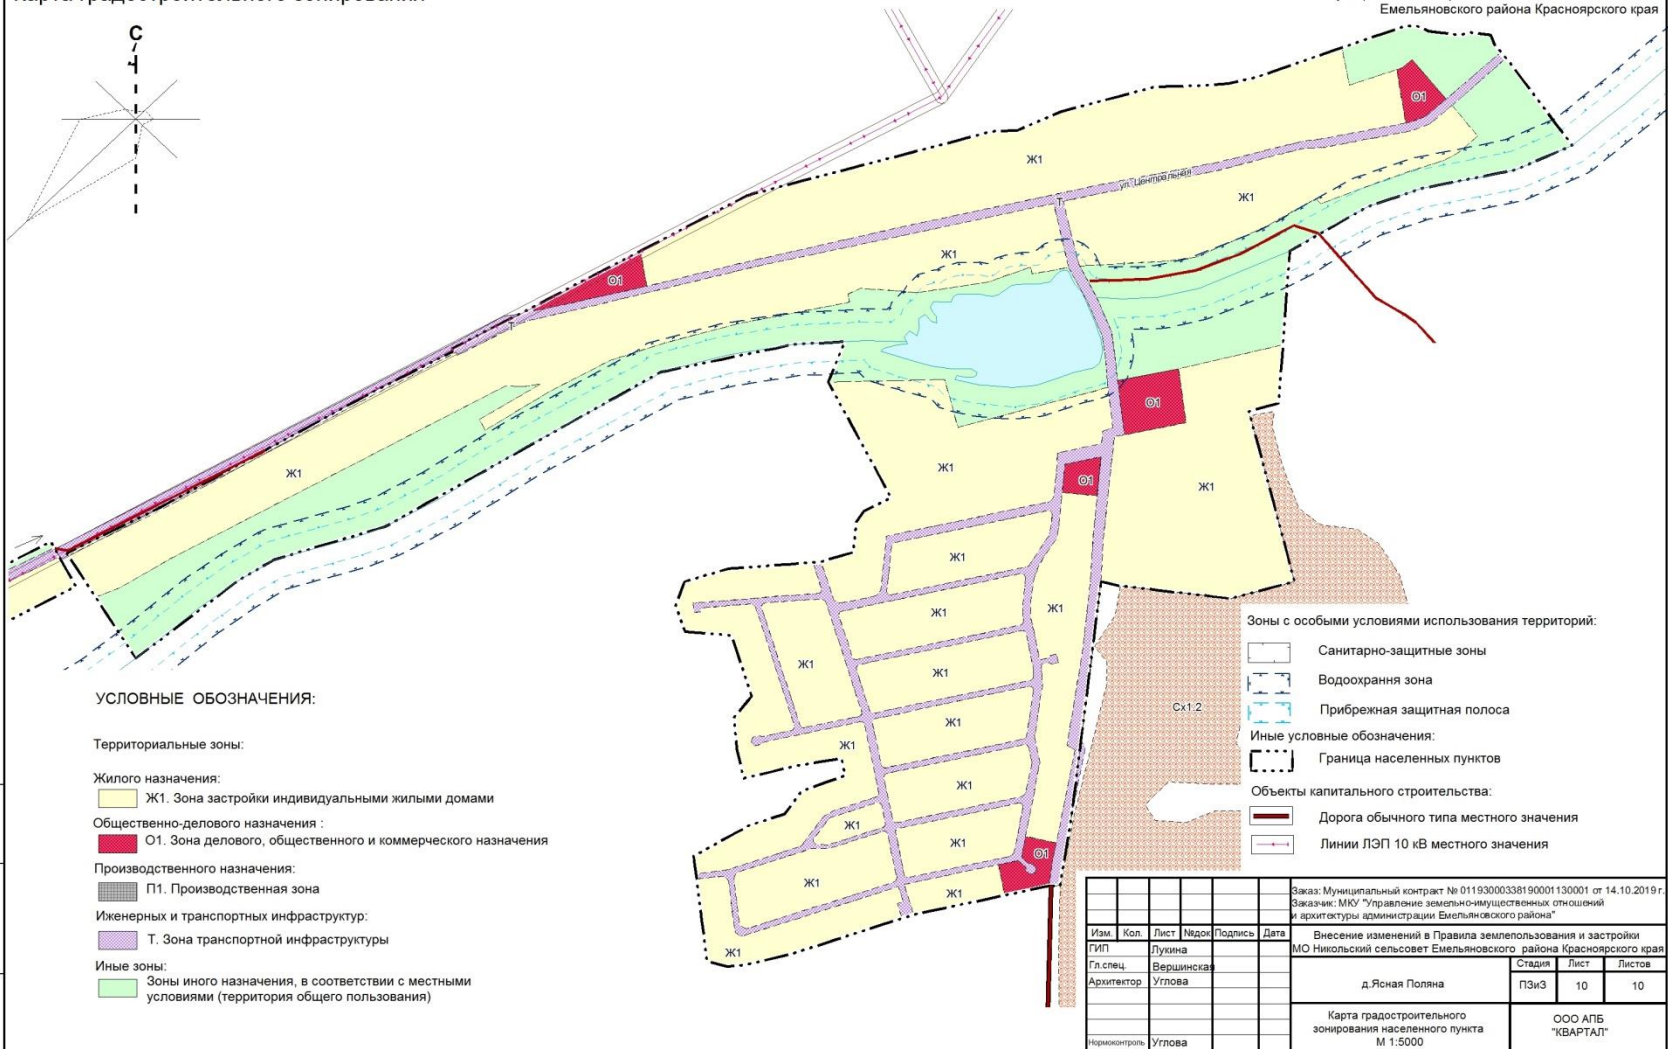 Карта градостроительного зонирования
Емельяновского района Красноярского края
С
О1
Ж1
ул. Центральная
Т
Ж1
Ж1
О1
Т
О1
Ж1
Ж1
О1
Ж1
Ж1
Ж1
Ж1
Ж1
Ж1
Ж1
Ж1
Ж1
Ж1
Ж1
О1
Ж1
Ж1
Ж1
Сх1.2
УСЛОВНЫЕ ОБОЗНАЧЕНИЯ:
Территориальные зоны:
Жилого назначения:
Ж1. Зона застройки индивидуальными жилыми домами
Общественно-делового назначения :
О1. Зона делового, общественного и коммерческого назначения
Производственного назначения:
П1. Производственная зона
Иженерных и транспортных инфраструктур:
Т. Зона транспортной инфраструктуры
Иные зоны:
Зоны иного назначения, в соответствии с местными
условиями (территория общего пользования)
Зоны с особыми условиями использования территорий:
Санитарно-защитные зоны
Водоохрання зона
Прибрежная защитная полоса
Иные условные обозначения:
Граница населенных пунктов
Объекты капитального строительства:
Дорога обычного типа местного значения
Линии ЛЭП 10 кВ местного значения
Заказ: Муниципальный контракт № 01193000338190001130001 от 14.10.2019 г.
Заказчик: МКУ "Управление земельно-имущественных отношений
и архитектуры администрации Емельяновского района"
Изм. Кол. Лист №док Подпись Дата
Внесение изменений в Правила землепользования и застройки
МО Никольский сельсовет Емельяновского района Красноярского края
ГИП Лукина
Гл.спец. Вершинская
Архитектор Углова
Нормоконтроль Углова
д.Ясная Поляна
Стадия Лист Листов
ПЗиЗ 10 10
Карта градостроительного
зонирования населенного пункта
М 1:5000
ООО АПБ
"КВАРТАЛ"